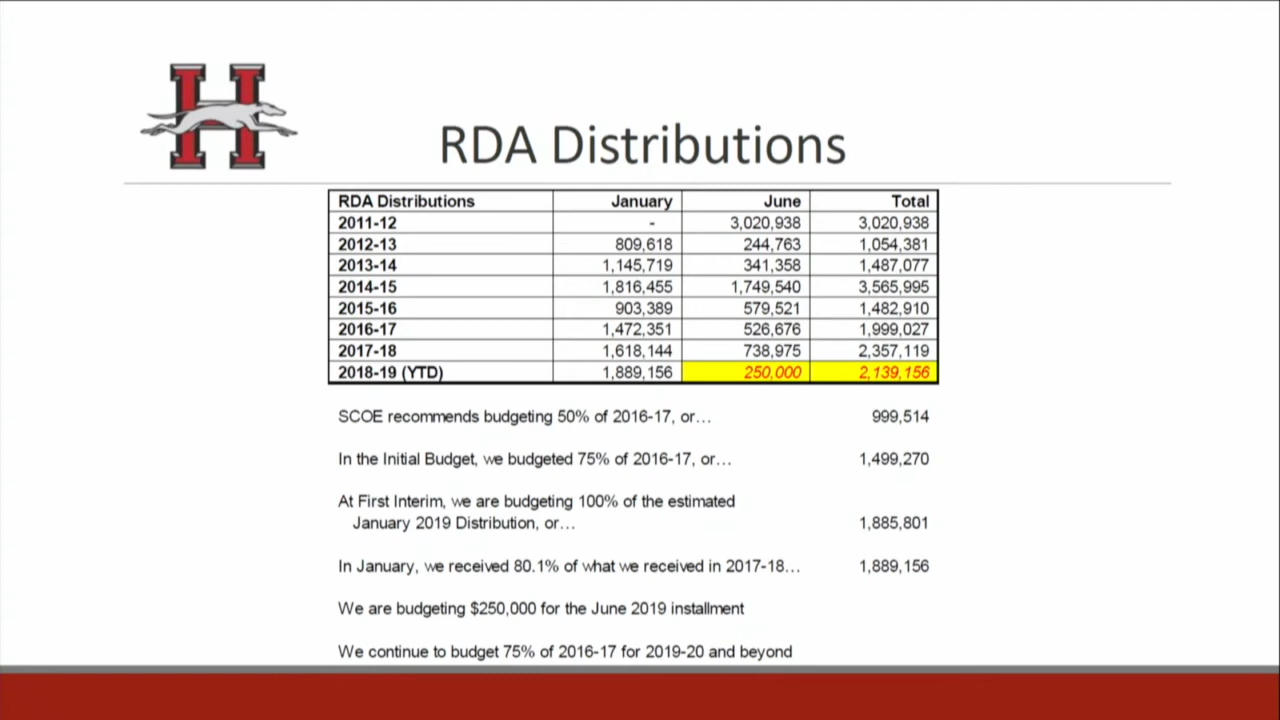 H
RDA Distributions
RDA Distributions January June Total
2011-12 - 3,020,938 3,020,938
2012-13 809,618 244,763 1,054,381
2013-14 1,145,719 341,358 1,487,077
2014-15 1,816,455 1,749,540 3,565,995
2015-16 903,389 579,521 1,482,910
2016-17 1,472,351 526,676 1,999,027
2017-18 1,618,144 738,975 2,357,119
2018-19 (YTD) 1,889,156 250,000 2,139,156
SCOE recommends budgeting 50% of 2016-17, or… 999,514
In the Initial Budget, we budgeted 75% of 2016-17, or… 1,499,270
At First Interim, we are budgeting 100% of the estimated
January 2019 Distribution, or… 1,885,801
In January, we received 80.1% of what we received in 2017-18… 1,889,156
We are budgeting $250,000 for the June 2019 installment
We continue to budget 75% of 2016-17 for 2019-20 and beyond